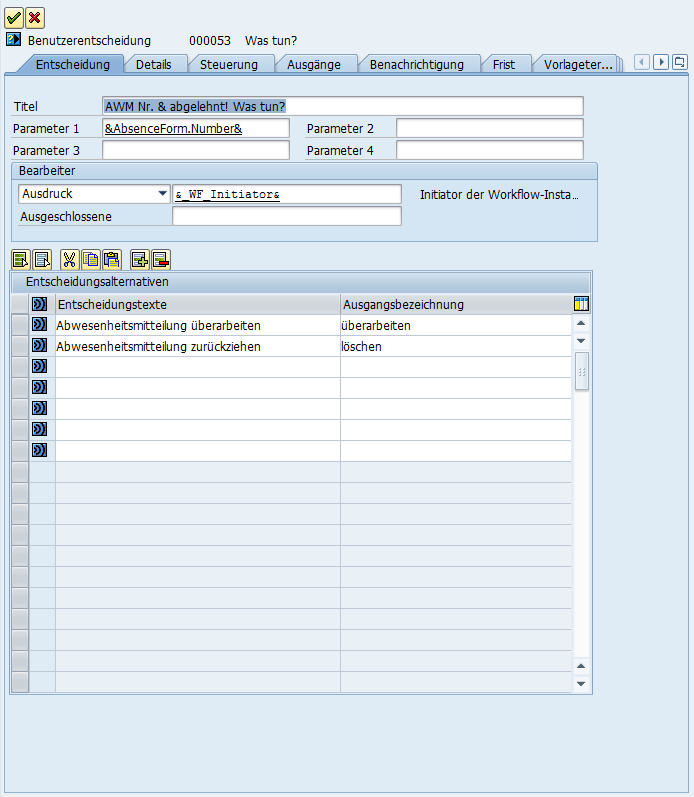 Benutzerentscheidung 000053 Was tun?
Entscheidung Details Steuerung Ausgänge Benachrichtigung Frist Vorlageter...
Titel AWM Nr. & abgelehnt! Was tun?
Parameter 1 &AbsenceForm.Number& Parameter 2
Parameter 3 Parameter 4
Bearbeiter
Ausdruck &_WF_Initiator& Initiator der Workflow-Insta...
Ausgeschlossene
Entscheidungsalternativen
Entscheidungstexte Ausgangsbezeichnung
Abwesenheitsmitteilung überarbeiten überarbeiten
Abwesenheitsmitteilung zurückziehen löschen